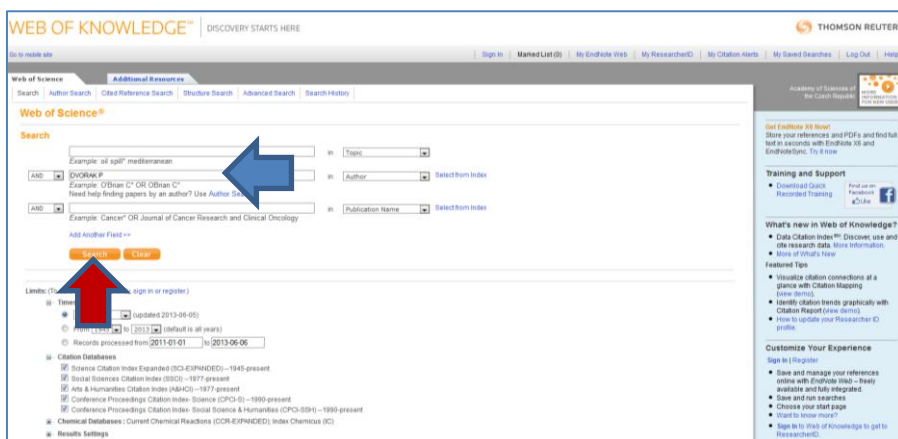 WEB OF KNOWLEDGE℠ DISCOVERY STARTS HERE
THOMSON REUTER
Go to mobile site
Sign In | Marked List (0) | My EndNote Web | My ResearcherID | My Citation Alerts | My Saved Searches | Log Out | Help
Web of Science Additional Resources
Search | Author Search | Cited Reference Search | Structure Search | Advanced Search | Search History
Web of Science®
Search
in Topic
Example: oil spill* mediterranean
AND DVORAK P in Author Select from Index
Example: O'Brian C* OR OBrian C*
Need help finding papers by an author? Use Author
AND in Publication Name Select from Index
Example: Cancer* OR Journal of Cancer Research and Clinical Oncology
Add Another Field >>
Search Clear
Limits: sign in or register.)
(updated 2013-06-05)
From 1945 to 2013 (default is all years)
Records processed from 2011-01-01 to 2013-06-06
Citation Databases
Science Citation Index Expanded (SCI-EXPANDED) --1945-present
Social Sciences Citation Index (SSCI) --1977-present
Arts & Humanities Citation Index (A&HCI) --1977-present
Conference Proceedings Citation Index- Science (CPCI-S) --1990-present
Conference Proceedings Citation Index- Social Science & Humanities (CPCI-SSH) --1990-present
Chemical Databases: Current Chemical Reactions (CCR-EXPANDED); Index Chemicus (IC)
Results Settings
Academy of Sciences of
the Czech Republic
MORE
INFORMATION
FOR NEW USERS
Get EndNote X6 Now!
Store your references and PDFs and find full
text in seconds with EndNote X6 and
EndNoteSync. Try it now
Training and Support
Download Quick
Recorded Training
Find us on
Facebook
Like
What's new in Web of Knowledge?
Data Citation Index℠: Discover, use and
cite research data. More Information.
More of What's New
Featured Tips
Visualize citation connections at a
glance with Citation Mapping
(view demo).
Identify citation trends graphically with
Citation Report (view demo).
How to update your Researcher ID
profile.
Customize Your Experience
Sign In | Register
Save and manage your references
online with EndNote Web -- freely
available and fully integrated.
Save and run searches
Choose your start page
Want to know more?
Sign In to Web of Knowledge to get to
ResearcherID.